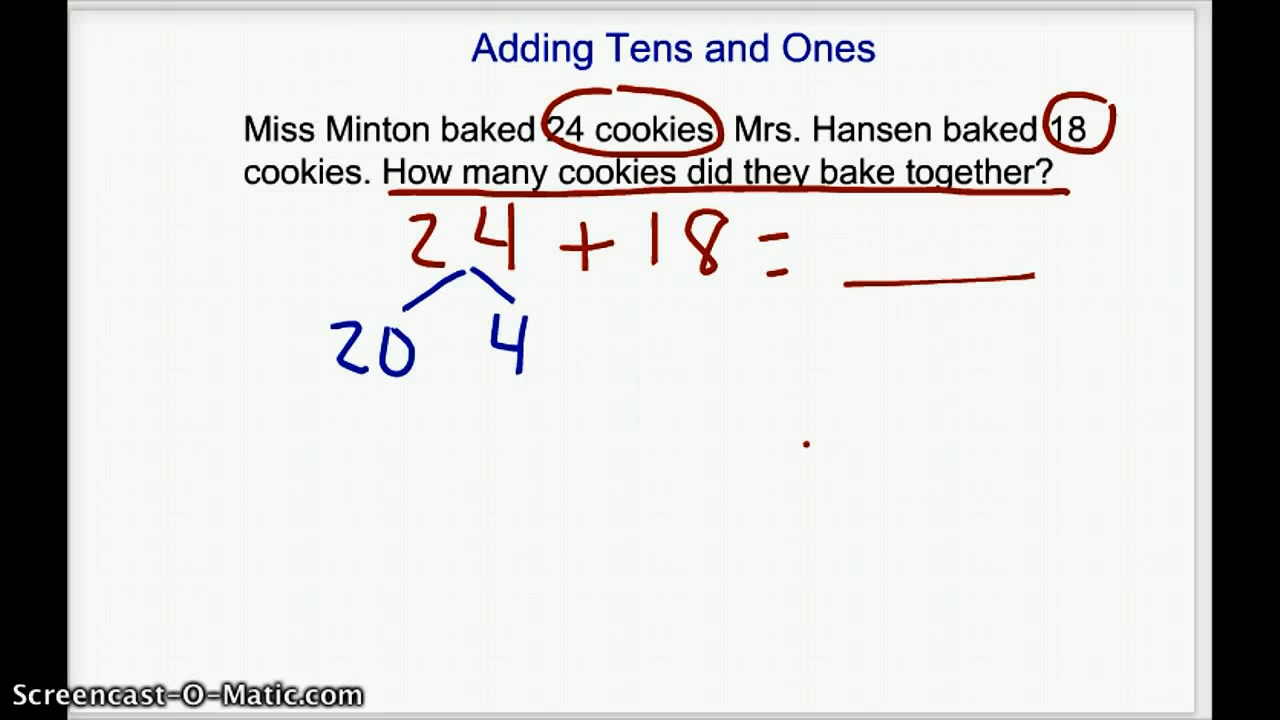 Adding Tens and Ones
Miss Minton baked 24 cookies. Mrs. Hansen baked 18
cookies. How many cookies did they bake together?
24 + 18 =
20 4
Screencast-O-Matic.com